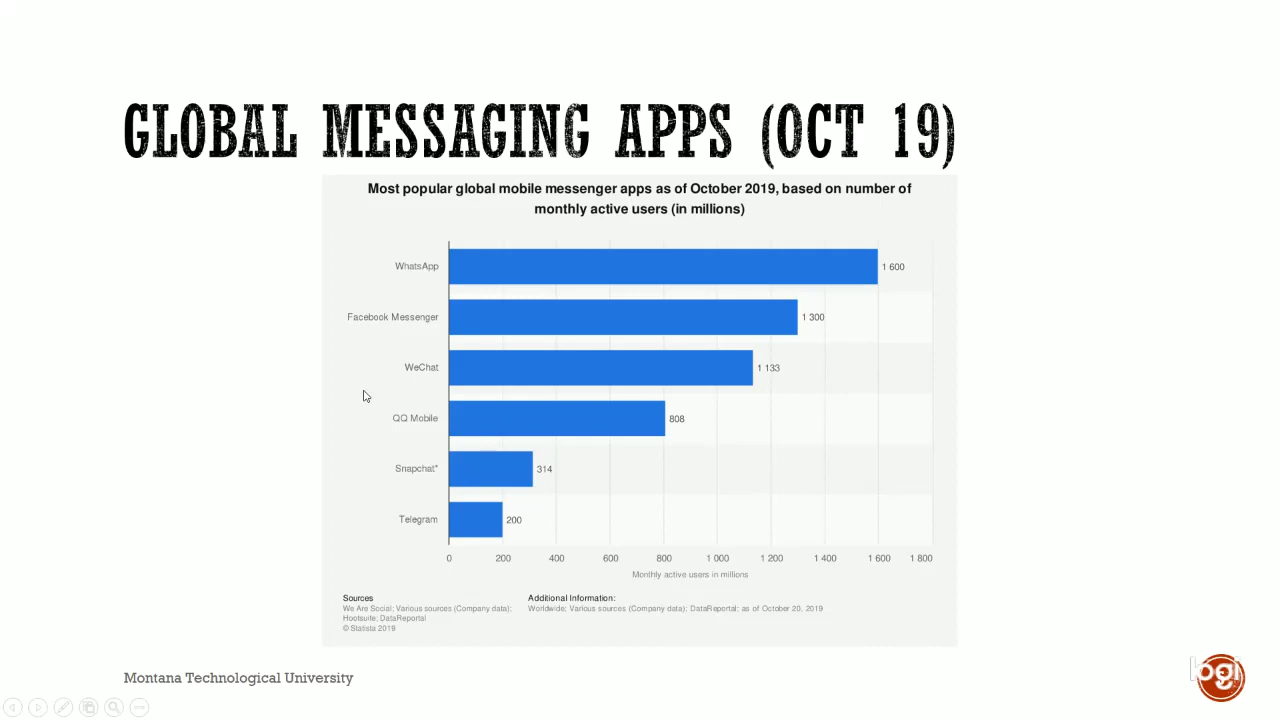 GLOBAL MESSAGING APPS (OCT 19)
Most popular global mobile messenger apps as of October 2019, based on number of
monthly active users (in millions)
WhatsApp 1 600
Facebook Messenger 1 300
WeChat 1 133
QQ Mobile 808
Snapchat* 314
Telegram 200
0 200 400 600 800 1 000 1 200 1 400 1 600 1 800
Monthly active users in millions
Sources
We Are Social; Various sources (Company data);
Hootsuite; DataReportal
© Statista 2019
Additional Information:
Worldwide; Various sources (Company data); DataReportal; as of October 20, 2019
Montana Technological University
logi